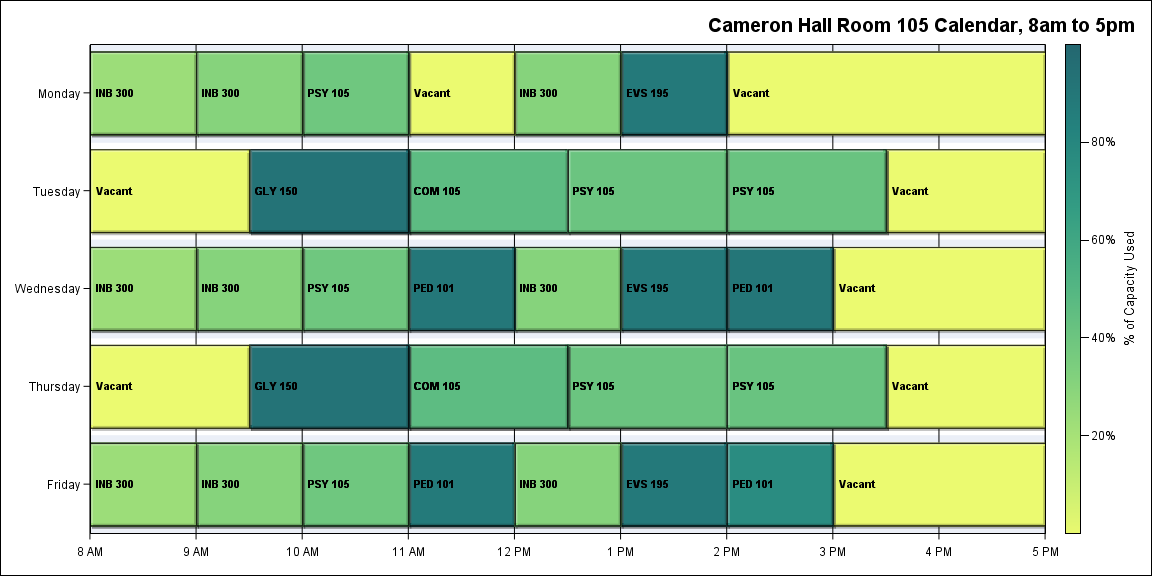 Cameron Hall Room 105 Calendar, 8am to 5pm
Monday
INB 300
INB 300
PSY 105
Vacant
INB 300
EVS 195
Vacant
Tuesday
Vacant
GLY 150
COM 105
PSY 105
PSY 105
Vacant
Wednesday
INB 300
INB 300
PSY 105
PED 101
INB 300
EVS 195
PED 101
Vacant
Thursday
Vacant
GLY 150
COM 105
PSY 105
PSY 105
Vacant
Friday
INB 300
INB 300
PSY 105
PED 101
INB 300
EVS 195
PED 101
Vacant
8 AM
9 AM
10 AM
11 AM
12 PM
1 PM
2 PM
3 PM
4 PM
5 PM
80%
60%
40%
20%
% of Capacity Used